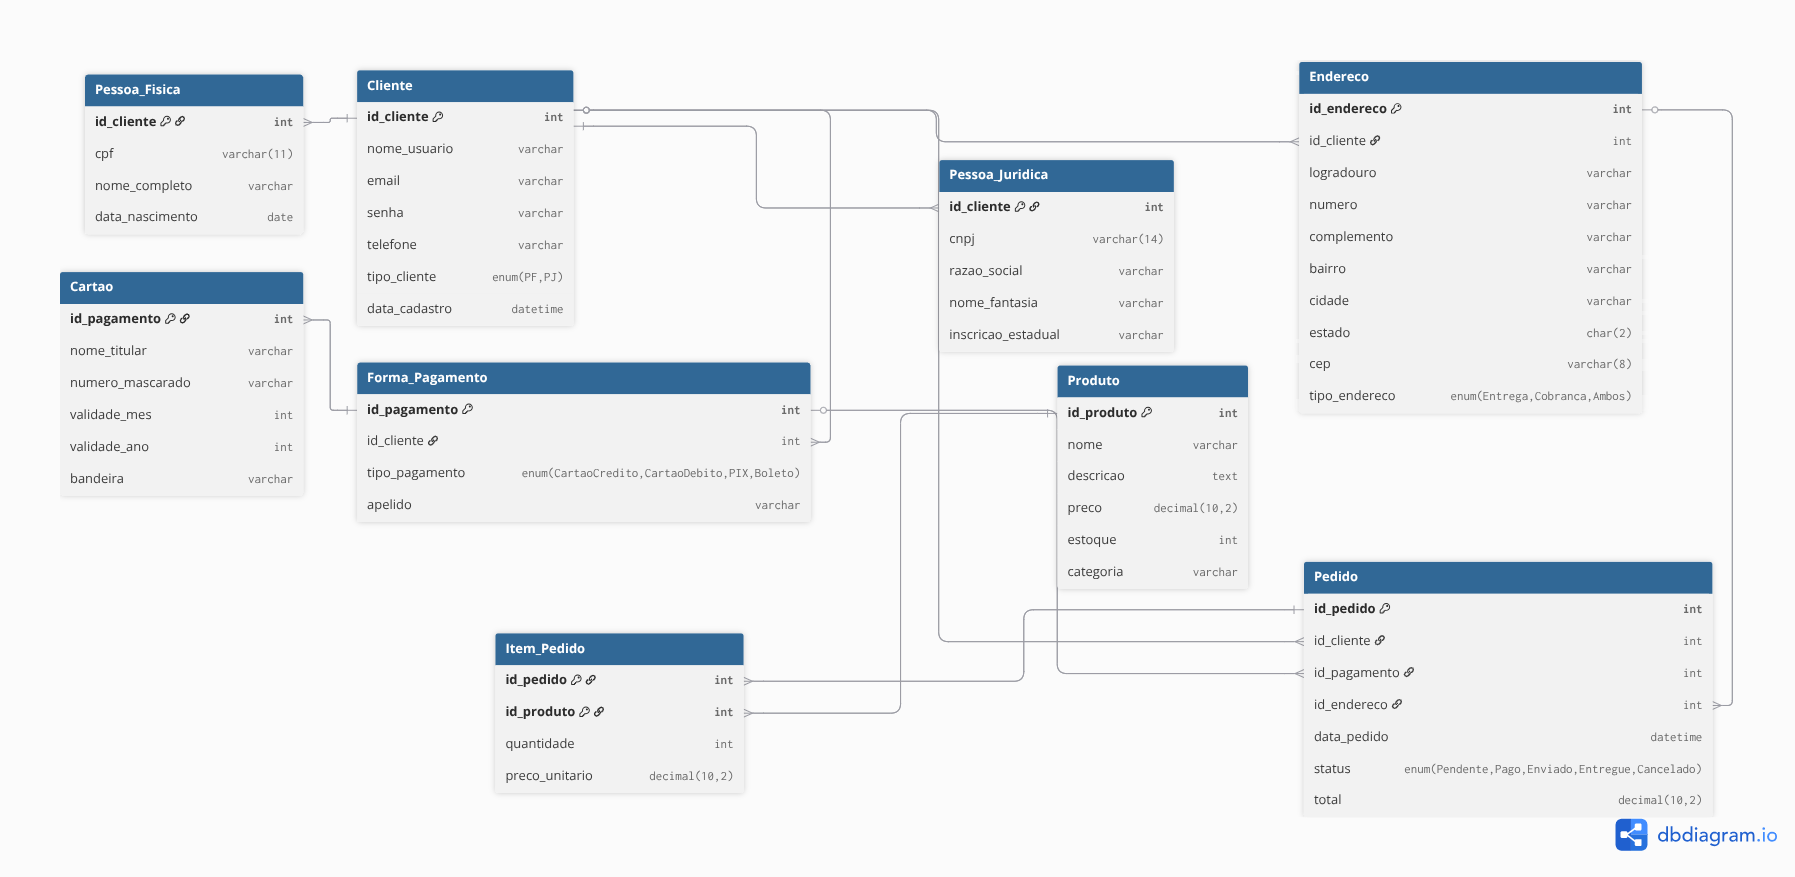 Pessoa_Fisica
id_cliente int
cpf varchar(11)
nome_completo varchar
data_nascimento date
Cliente
id_cliente int
nome_usuario varchar
email varchar
senha varchar
telefone varchar
tipo_cliente enum(PF,PJ)
data_cadastro datetime
Pessoa_Juridica
id_cliente int
cnpj varchar(14)
razao_social varchar
nome_fantasia varchar
inscricao_estadual varchar
Endereco
id_endereco int
id_cliente int
logradouro varchar
numero varchar
complemento varchar
bairro varchar
cidade varchar
estado char(2)
cep varchar(8)
tipo_endereco enum(Entrega,Cobranca,Ambos)
Cartao
id_pagamento int
nome_titular varchar
numero_mascarado varchar
validade_mes int
validade_ano int
bandeira varchar
Forma_Pagamento
id_pagamento int
id_cliente int
tipo_pagamento enum(CartaoCredito,CartaoDebito,PIX,Boleto)
apelido varchar
Produto
id_produto int
nome varchar
descricao text
preco decimal(10,2)
estoque int
categoria varchar
Item_Pedido
id_pedido int
id_produto int
quantidade int
preco_unitario decimal(10,2)
Pedido
id_pedido int
id_cliente int
id_pagamento int
id_endereco int
data_pedido datetime
status enum(Pendente,Pago,Enviado,Entregue,Cancelado)
total decimal(10,2)
dbdiagram.io